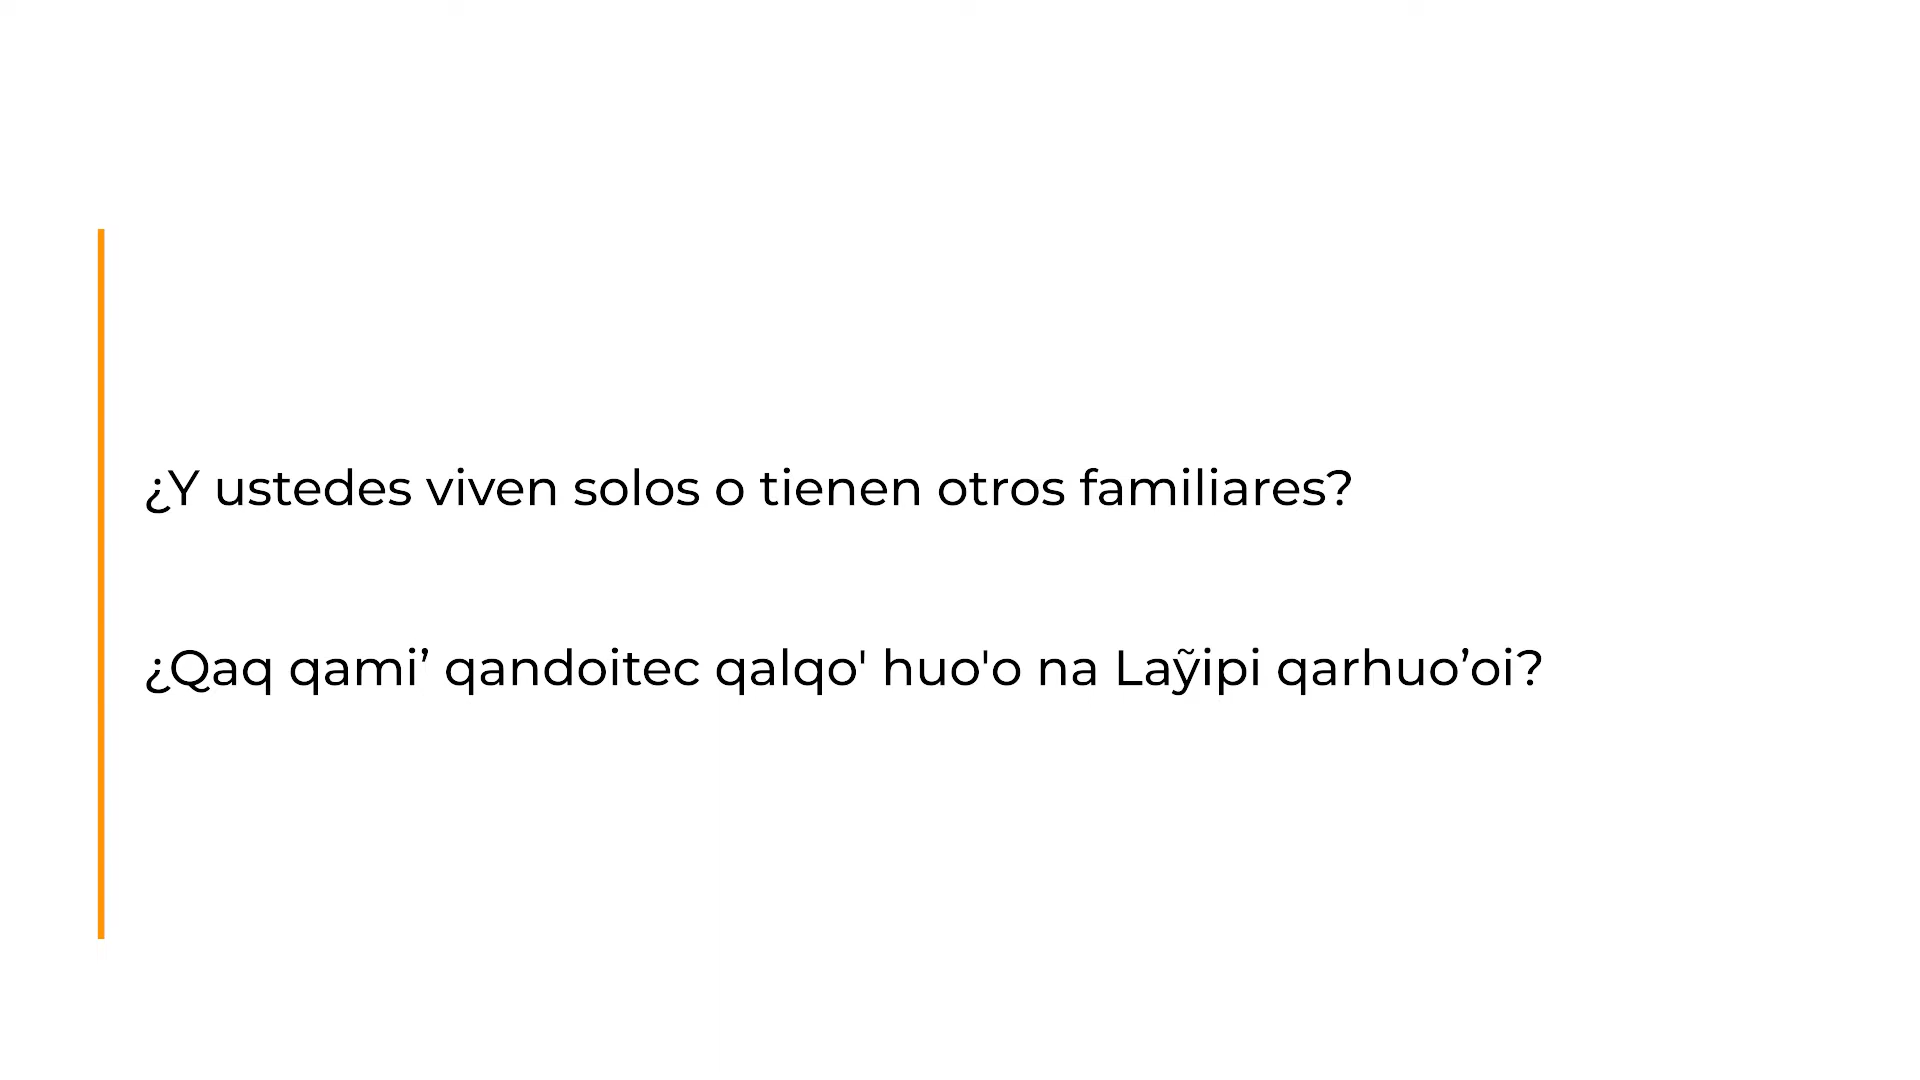 ¿Y ustedes viven solos o tienen otros familiares?
¿Qaq qami’ qandoitec qalqo' huo'o na Laỹipi qarhuo’oi?